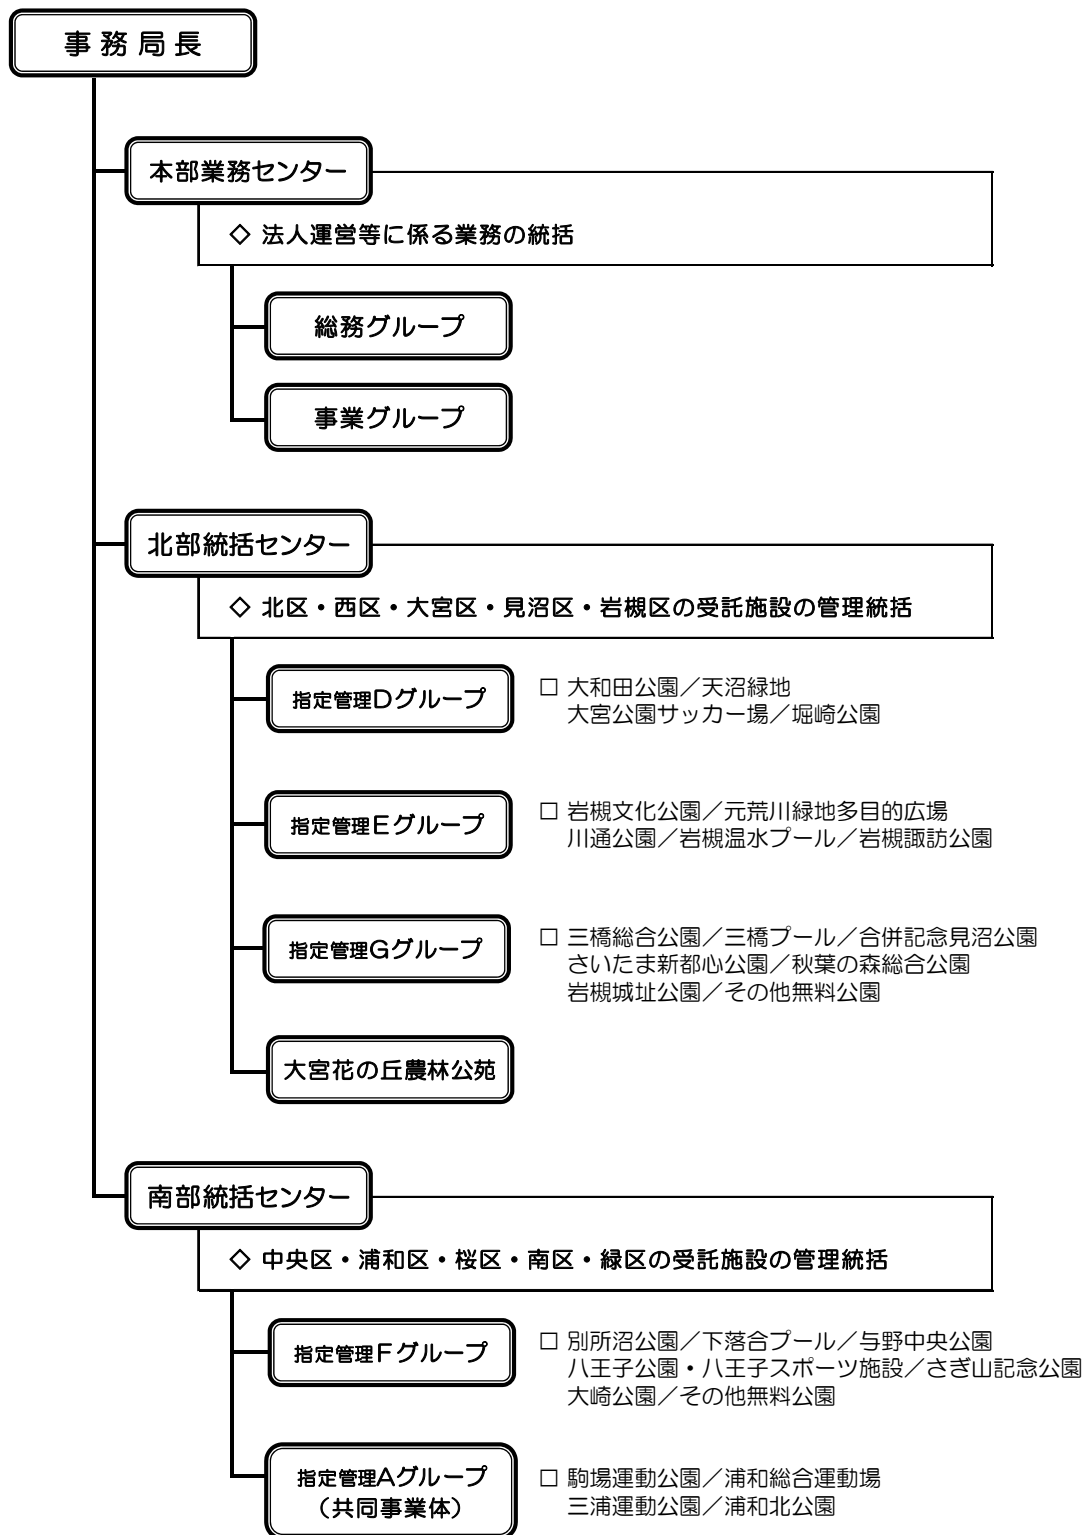 事務局長
本部業務センター
◇ 法人運営等に係る業務の統括
総務グループ
事業グループ
北部統括センター
◇ 北区・西区・大宮区・見沼区・岩槻区の受託施設の管理統括
指定管理Dグループ
□ 大和田公園／天沼緑地
大宮公園サッカー場／堀崎公園
指定管理Eグループ
□ 岩槻文化公園／元荒川緑地多目的広場
川通公園／岩槻温水プール／岩槻諏訪公園
指定管理Gグループ
□ 三橋総合公園／三橋プール／合併記念見沼公園
さいたま新都心公園／秋葉の森総合公園
岩槻城址公園／その他無料公園
大宮花の丘農林公苑
南部統括センター
◇ 中央区・浦和区・桜区・南区・緑区の受託施設の管理統括
指定管理Fグループ
□ 別所沼公園／下落合プール／与野中央公園
八王子公園・八王子スポーツ施設／さぎ山記念公園
大崎公園／その他無料公園
指定管理Aグループ
（共同事業体）
□ 駒場運動公園／浦和総合運動場
三浦運動公園／浦和北公園